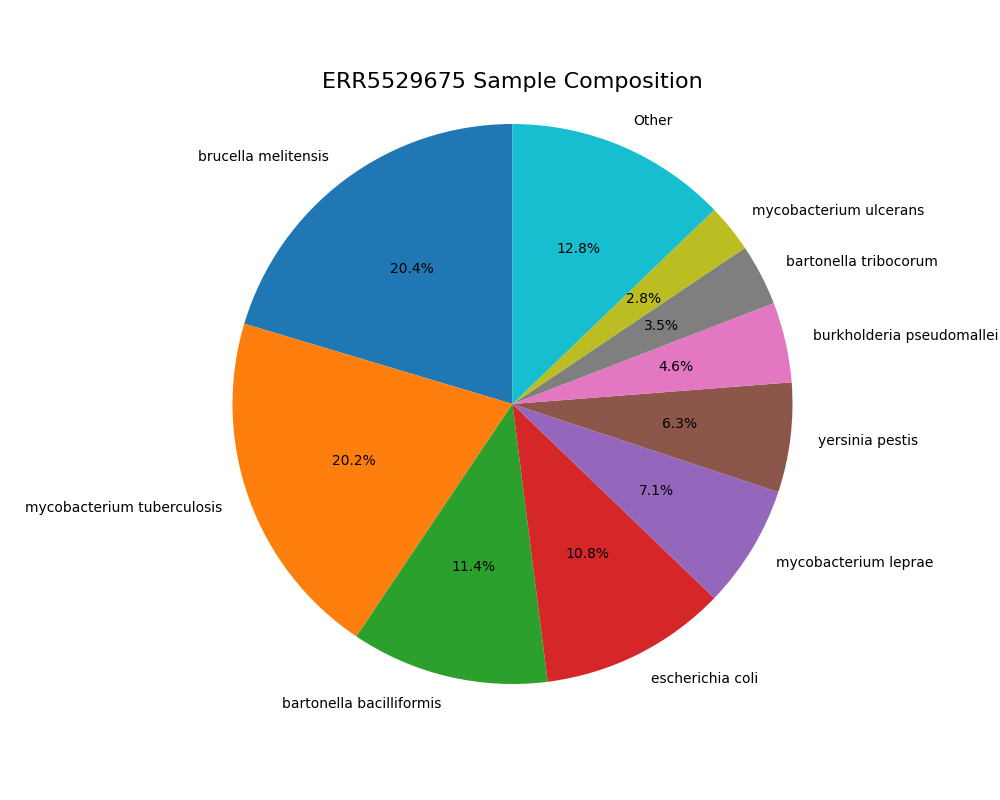 ERR5529675 Sample Composition
Other
brucella melitensis
mycobacterium ulcerans
bartonella tribocorum
12.8%
20.4%
2.8%
3.5%
burkholderia pseudomallei
4.6%
6.3%
yersinia pestis
20.2%
7.1%
mycobacterium tuberculosis
10.8%
mycobacterium leprae
11.4%
escherichia coli
bartonella bacilliformis